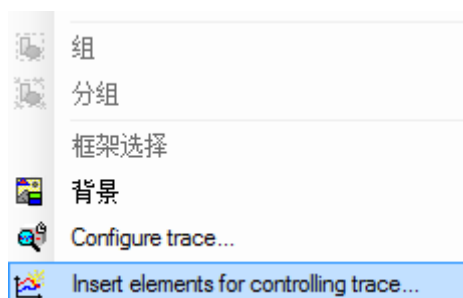 组
分组
框架选择
背景
Configure trace...
Insert elements for controlling trace...